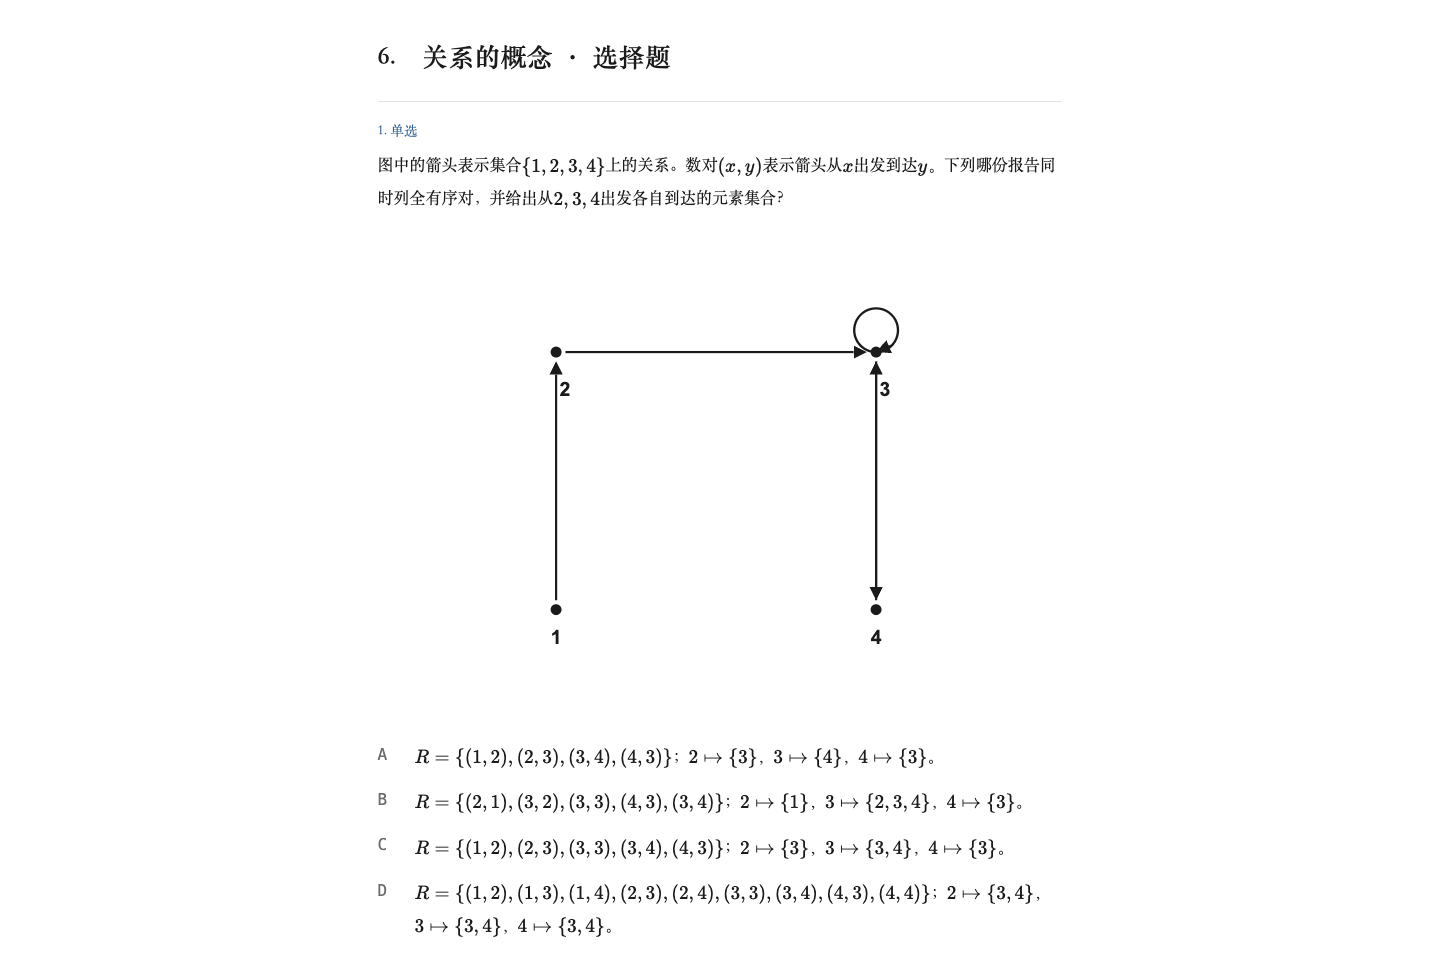 6. 关系的概念 · 选择题
1. 单选
图中的箭头表示集合{1, 2, 3, 4}上的关系。数对(x, y)表示箭头从x出发到达y。下列哪份报告同
时列全有序对，并给出从2, 3, 4出发各自到达的元素集合?
2
3
1
4
A R = {(1, 2), (2, 3), (3, 4), (4, 3)}; 2 ↦ {3}, 3 ↦ {4}, 4 ↦ {3}。
B R = {(2, 1), (3, 2), (3, 3), (4, 3), (3, 4)}; 2 ↦ {1}, 3 ↦ {2, 3, 4}, 4 ↦ {3}。
C R = {(1, 2), (2, 3), (3, 3), (3, 4), (4, 3)}; 2 ↦ {3}, 3 ↦ {3, 4}, 4 ↦ {3}。
D R = {(1, 2), (1, 3), (1, 4), (2, 3), (2, 4), (3, 3), (3, 4), (4, 3), (4, 4)}; 2 ↦ {3, 4},
3 ↦ {3, 4}, 4 ↦ {3, 4}。